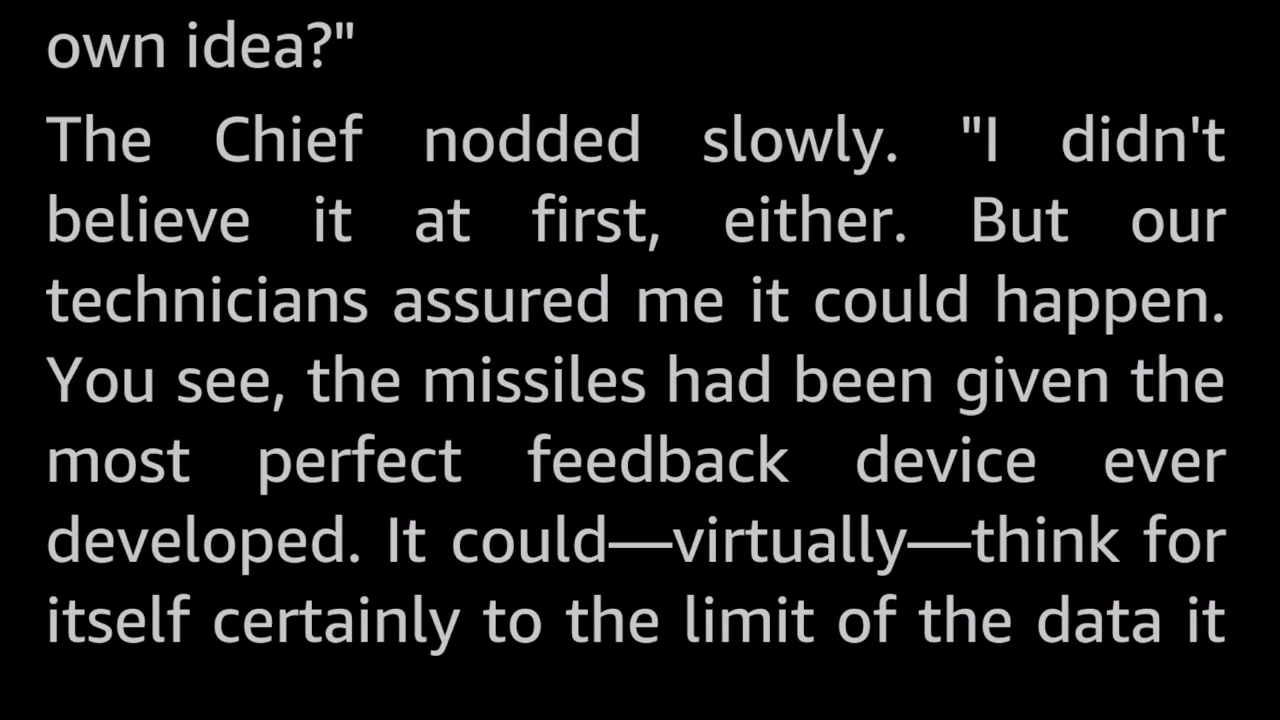 own idea?"
The Chief nodded slowly. "I didn't
believe it at first, either. But our
technicians assured me it could happen.
You see, the missiles had been given the
most perfect feedback device ever
developed. It could—virtually—think for
itself certainly to the limit of the data it